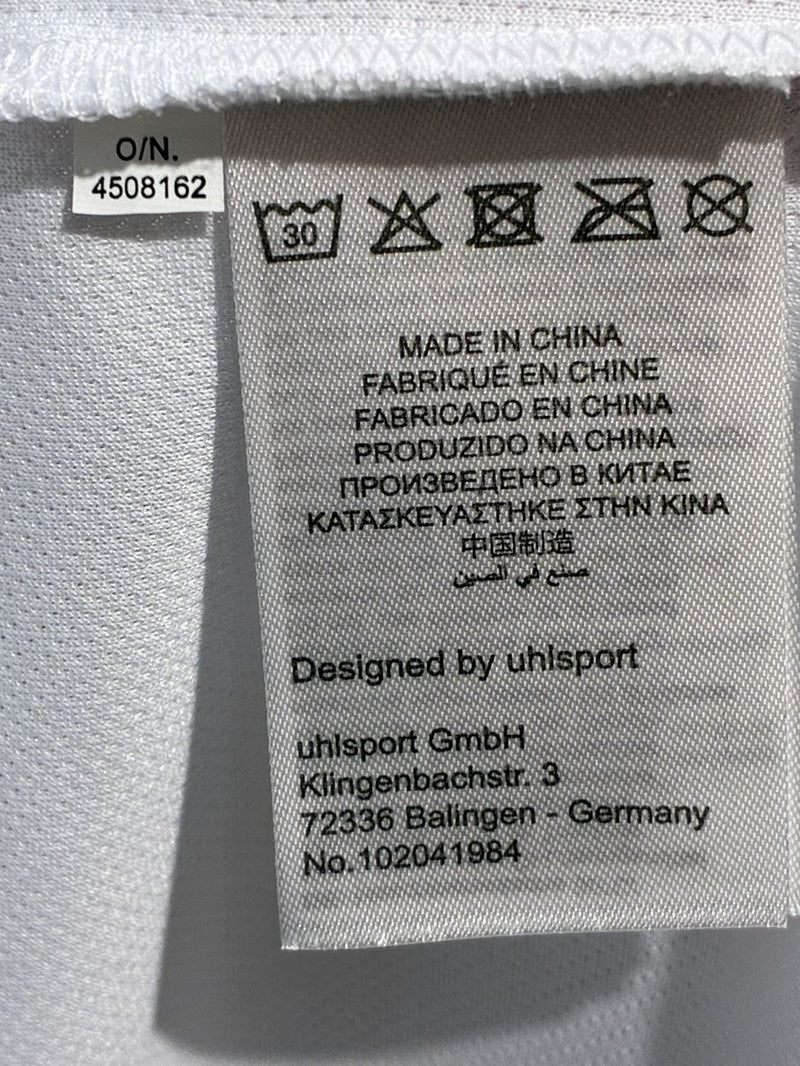 O/N.
4508162
30
MADE IN CHINA
FABRIQUÉ EN CHINE
FABRICADO EN CHINA
PRODUZIDO NA CHINA
ПРОИЗВЕДЕНО В КИТАЕ
ΚΑΤΑΣΚΕΥΑΣΤΗΚΕ ΣΤΗΝ ΚΙΝΑ
中国制造
صنع في الصين
Designed by uhlsport
uhlsport GmbH
Klingenbachstr. 3
72336 Balingen - Germany
No.102041984